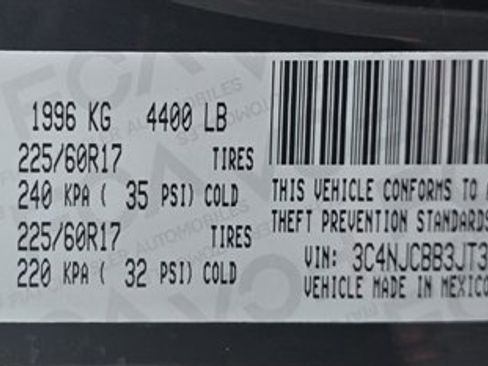 1996 KG 4400 LB
225/60R17 TIRES
240 KPA ( 35 PSI) COLD
225/60R17 TIRES
220 KPA ( 32 PSI) COLD
THIS VEHICLE CONFORMS TO
THEFT PREVENTION STANDARDS
VIN: 3C4NJCBB3JT3
VEHICLE MADE IN MEXICO